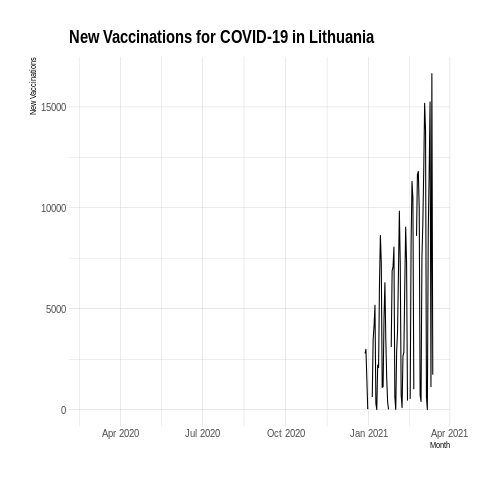 New Vaccinations for COVID-19 in Lithuania
New Vaccinations
15000
10000
5000
0
Apr 2020 Jul 2020 Oct 2020 Jan 2021 Apr 2021
Month